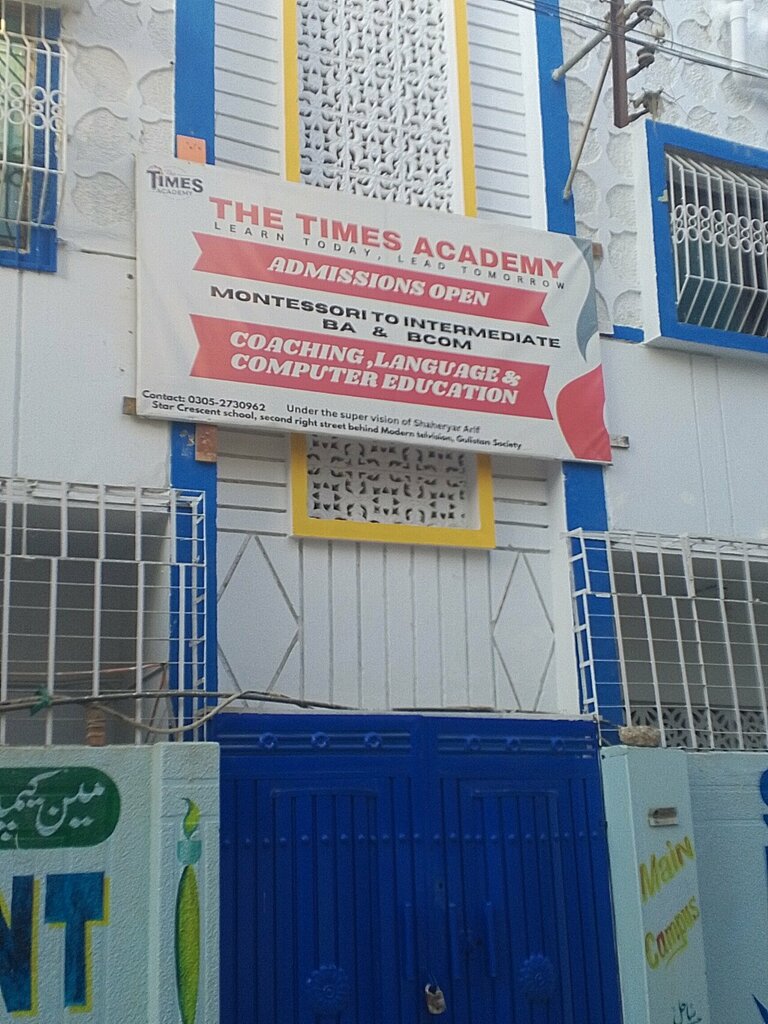 TIMES
ACADEMY
THE TIMES ACADEMY
LEARN TODAY, LEAD TOMORROW
ADMISSIONS OPEN
MONTESSORI TO INTERMEDIATE
BA & BCOM
COACHING ,LANGUAGE &
COMPUTER EDUCATION
Contact: 0305-2730962 Under the super vision of Shaheryar Arif
Star Crescent school, second right street behind Modern telvision, Gulistan Society
مین کیمپ
NT
Main
Campus
ساحل